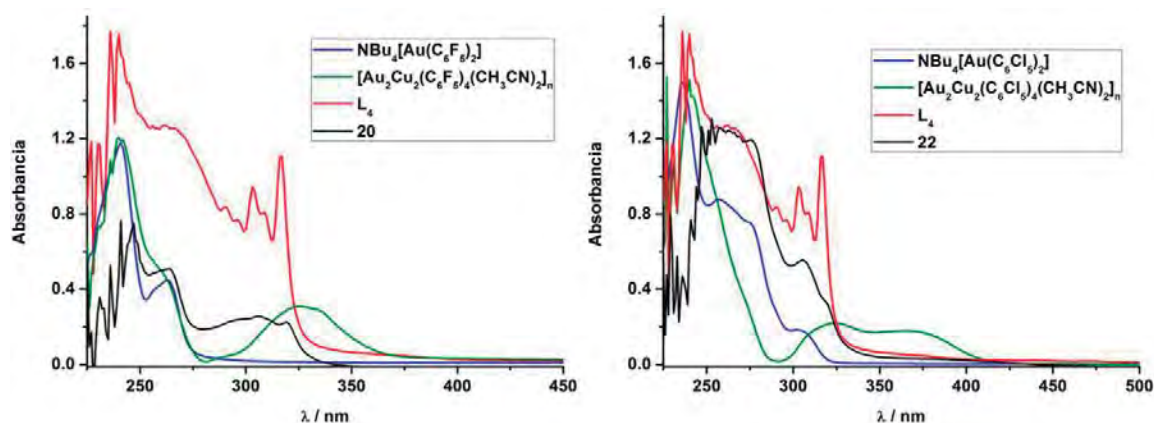 NBu₄[Au(C₆F₅)₂]
[Au₂Cu₂(C₆F₅)₄(CH₃CN)₂]ₙ
L₄
20
Absorbancia
1.6
1.2
0.8
0.4
0.0
250 300 350 400 450
λ / nm
NBu₄[Au(C₆Cl₅)₂]
[Au₂Cu₂(C₆Cl₅)₄(CH₃CN)₂]ₙ
L₄
22
Absorbancia
1.6
1.2
0.8
0.4
0.0
250 300 350 400 450 500
λ / nm